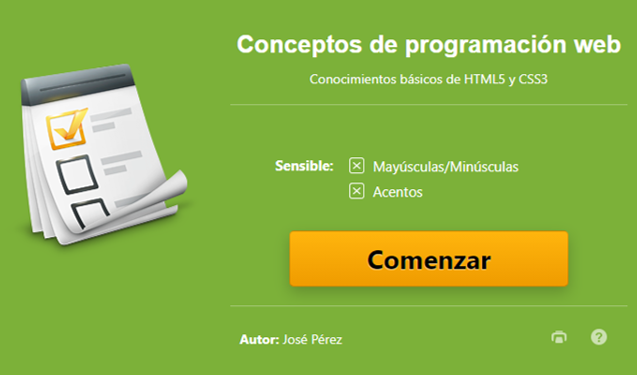 Conceptos de programación web
Conocimientos básicos de HTML5 y CSS3
Sensible: Mayúsculas/Minúsculas
Acentos
Comenzar
Autor: José Pérez
?